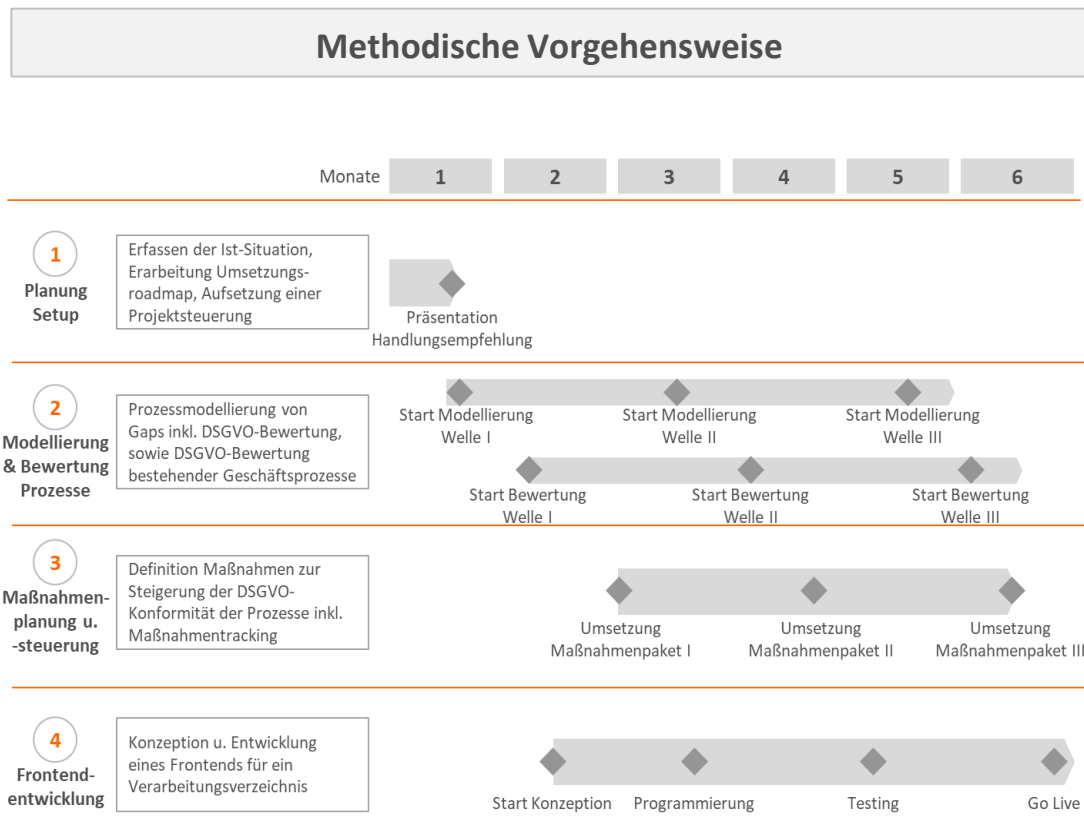 Methodische Vorgehensweise
Monate 1 2 3 4 5 6
1
Planung
Setup
Erfassen der Ist-Situation,
Erarbeitung Umsetzungs-
roadmap, Aufsetzung einer
Projektsteuerung
Präsentation
Handlungsempfehlung
2
Modellierung
& Bewertung
Prozesse
Prozessmodellierung von
Gaps inkl. DSGVO-Bewertung,
sowie DSGVO-Bewertung
bestehender Geschäftsprozesse
Start Modellierung
Welle I
Start Modellierung
Welle II
Start Modellierung
Welle III
Start Bewertung
Welle I
Start Bewertung
Welle II
Start Bewertung
Welle III
3
Maßnahmen-
planung u.
-steuerung
Definition Maßnahmen zur
Steigerung der DSGVO-
Konformität der Prozesse inkl.
Maßnahmentracking
Umsetzung
Maßnahmenpaket I
Umsetzung
Maßnahmenpaket II
Umsetzung
Maßnahmenpaket III
4
Frontend-
entwicklung
Konzeption u. Entwicklung
eines Frontends für ein
Verarbeitungsverzeichnis
Start Konzeption
Programmierung
Testing
Go Live